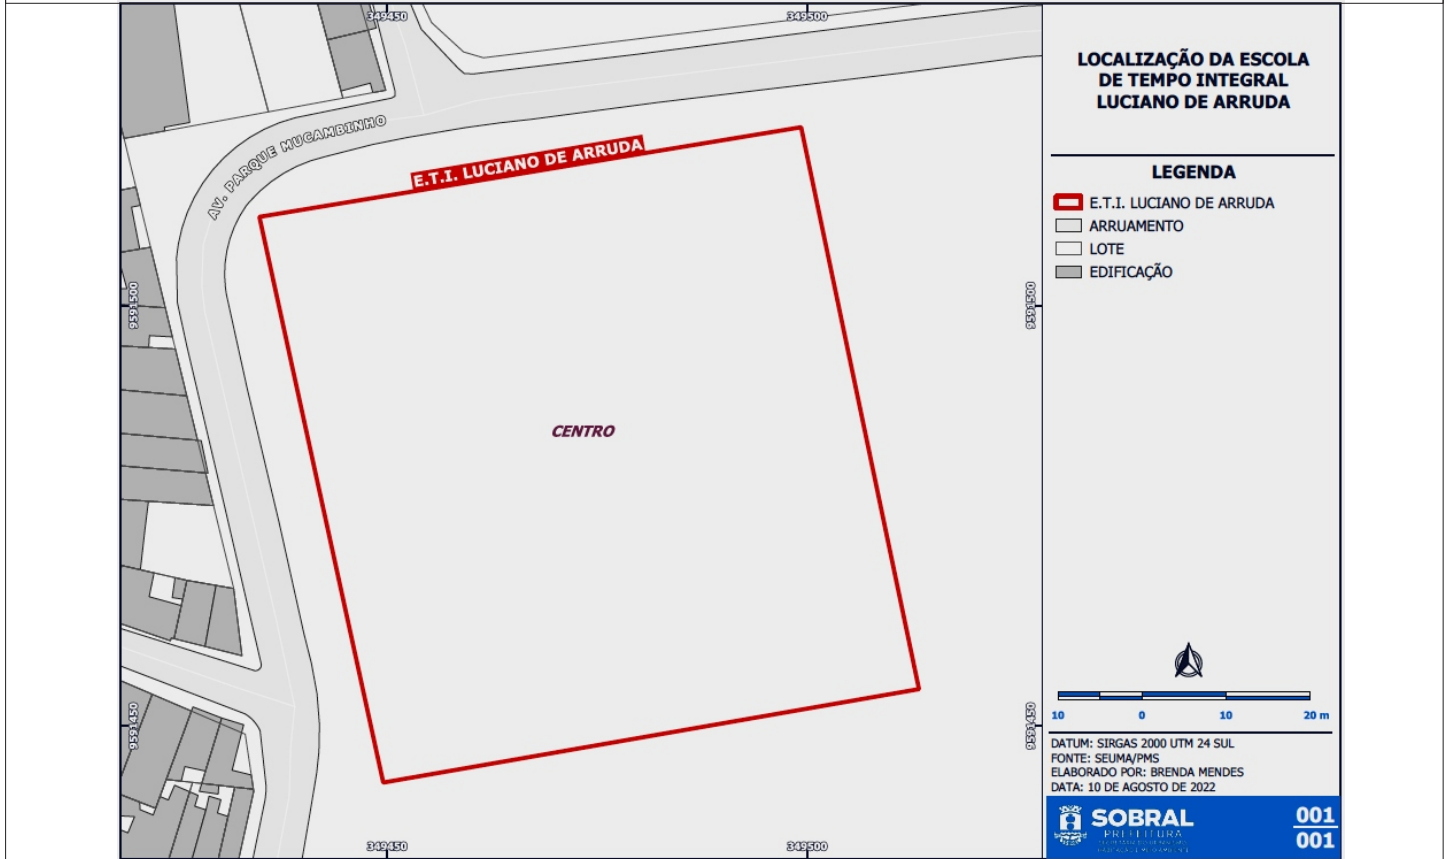 349450
349500
AV. PARQUE MUCAMBINHO
E.T.I. LUCIANO DE ARRUDA
9591500
9591500
CENTRO
9591450
9591450
349450
349500
LOCALIZAÇÃO DA ESCOLA
DE TEMPO INTEGRAL
LUCIANO DE ARRUDA
LEGENDA
E.T.I. LUCIANO DE ARRUDA
ARRUAMENTO
LOTE
EDIFICAÇÃO
10 0 10 20 m
DATUM: SIRGAS 2000 UTM 24 SUL
FONTE: SEUMA/PMS
ELABORADO POR: BRENDA MENDES
DATA: 10 DE AGOSTO DE 2022
SOBRAL
PREFEITURA
001
001